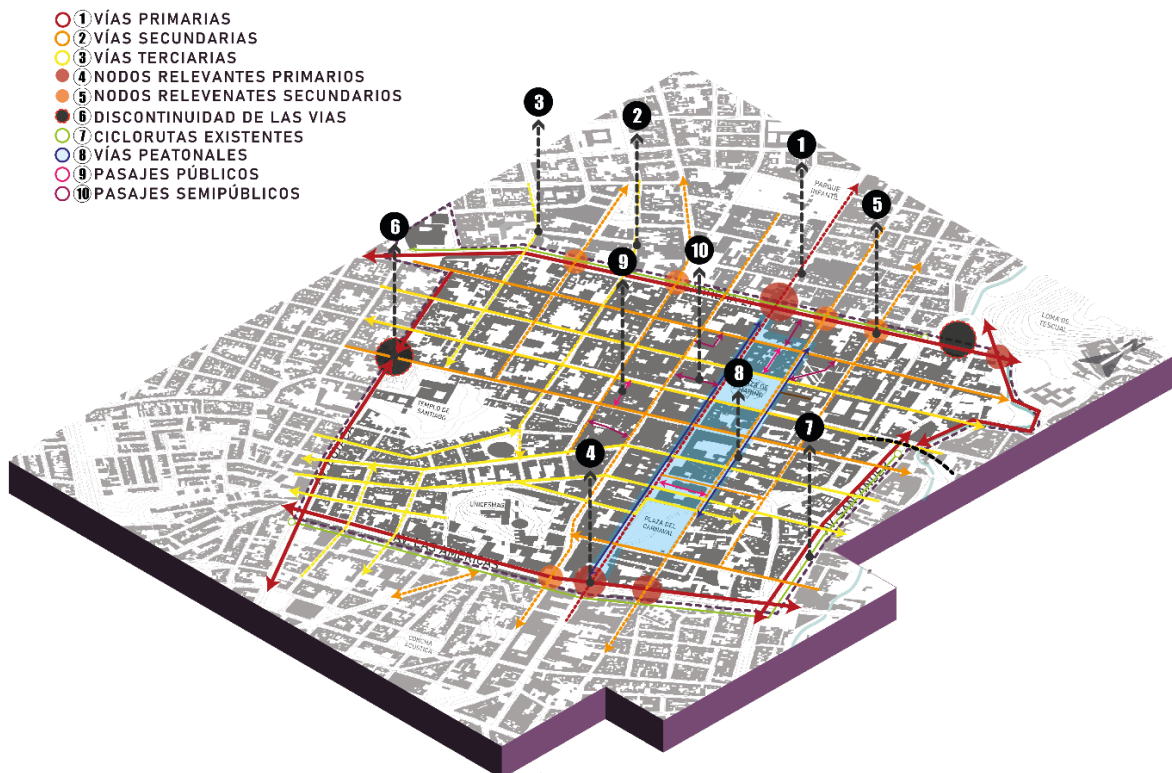 1 VÍAS PRIMARIAS
2 VÍAS SECUNDARIAS
3 VÍAS TERCIARIAS
4 NODOS RELEVANTES PRIMARIOS
5 NODOS RELEVENATES SECUNDARIOS
6 DISCONTINUIDAD DE LAS VIAS
7 CICLORUTAS EXISTENTES
8 VÍAS PEATONALES
9 PASAJES PÚBLICOS
10 PASAJES SEMIPÚBLICOS
3
2
1
PARQUE
INFANTIL
5
6
10
9
LOMA DE
TESCUAL
8
PLAZA DE
TEMPLO DE
SANTIAGO
7
4
UNICESMAG
PLAZA DEL
CARNAVAL
AMÉRICAS
CONCHA
ACUSTICA